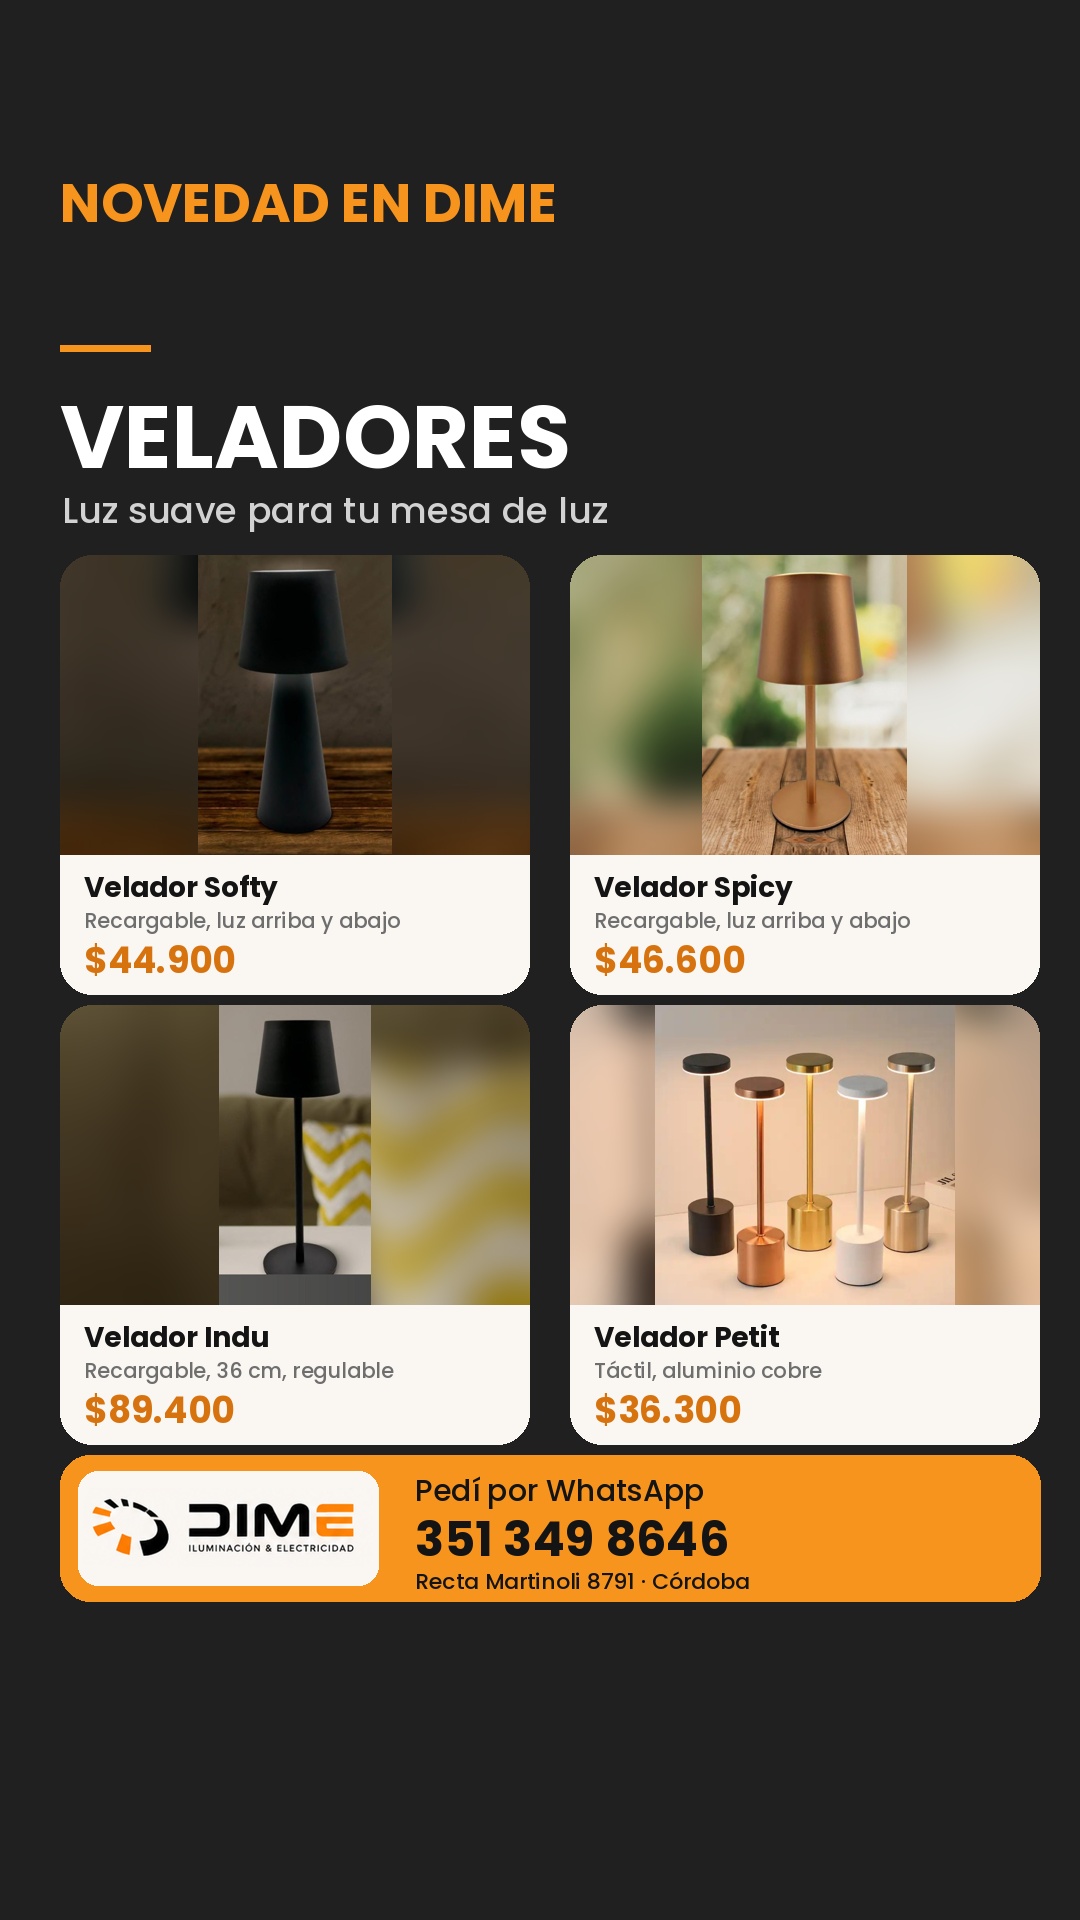 NOVEDAD EN DIME
VELADORES
Luz suave para tu mesa de luz
Velador Softy
Recargable, luz arriba y abajo
$44.900
Velador Spicy
Recargable, luz arriba y abajo
$46.600
Velador Indu
Recargable, 36 cm, regulable
$89.400
Velador Petit
Táctil, aluminio cobre
$36.300
DIME
ILUMINACIÓN & ELECTRICIDAD
Pedí por WhatsApp
351 349 8646
Recta Martinoli 8791 · Córdoba